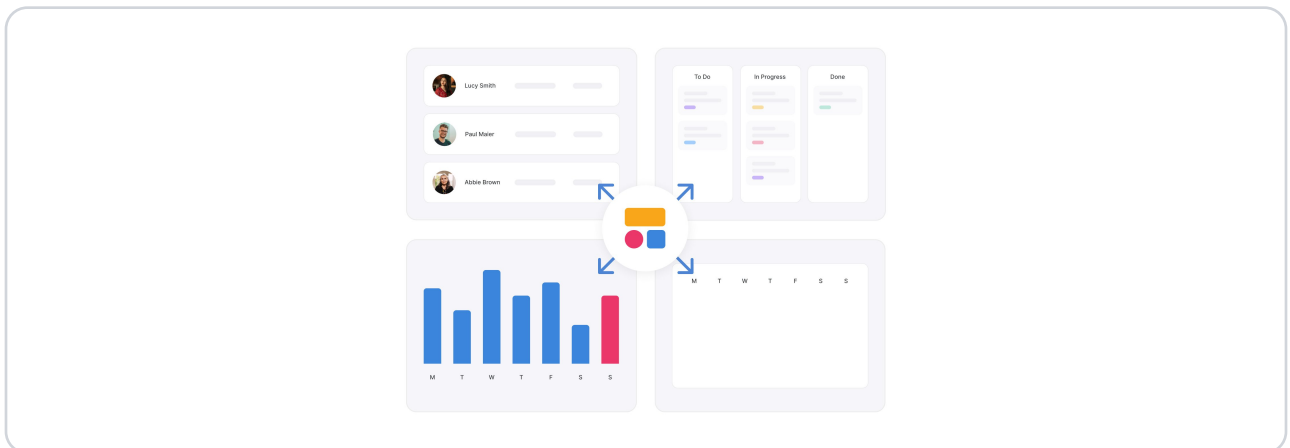 Lucy Smith
Paul Maier
Abbie Brown
To Do In Progress Done
M T W T F S S
M T W T F S S